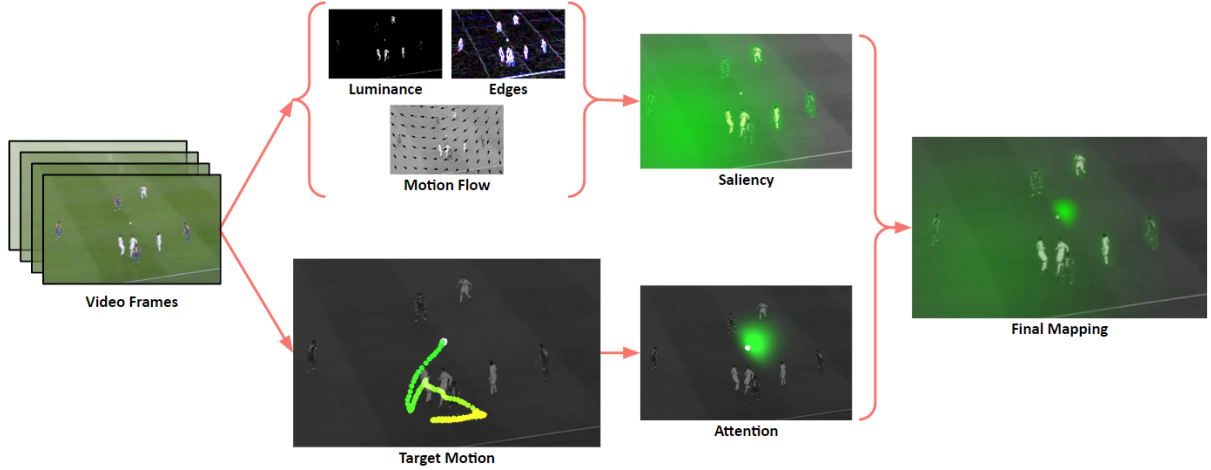 Luminance
Edges
Motion Flow
Saliency
Video Frames
Final Mapping
Target Motion
Attention